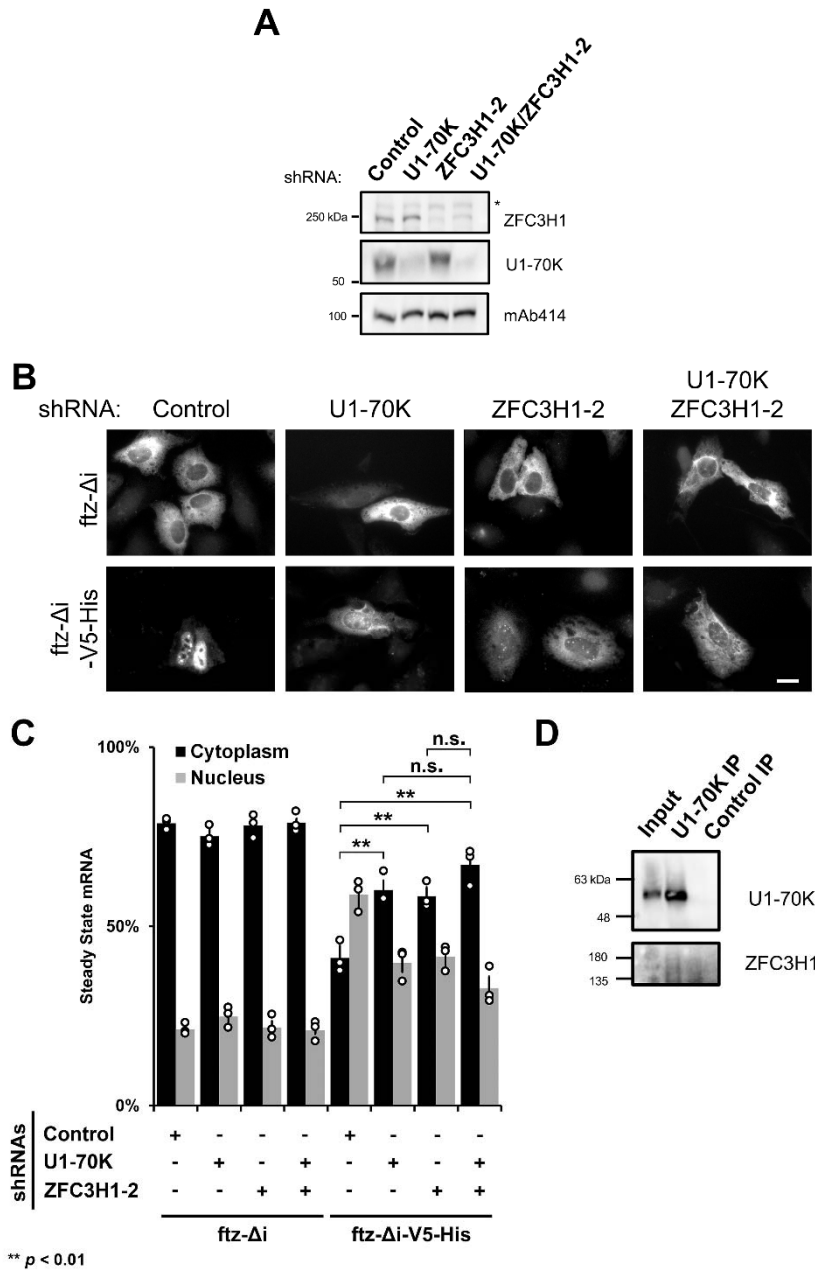 A
shRNA:
Control
U1-70K
ZFC3H1-2
U1-70K/ZFC3H1-2
*
250 kDa
ZFC3H1
U1-70K
50
100
mAb414
B
shRNA:
Control
U1-70K
ZFC3H1-2
U1-70K
ZFC3H1-2
ftz-Δi
ftz-Δi
-V5-His
C
Steady State mRNA
100%
50%
0%
Cytoplasm
Nucleus
n.s.
n.s.
**
**
**
shRNAs
Control + - - - + - - -
U1-70K - + - + - + - +
ZFC3H1-2 - - + + - - + +
ftz-Δi
ftz-Δi-V5-His
** p < 0.01
D
Input
U1-70K IP
Control IP
63 kDa
48
U1-70K
180
135
ZFC3H1